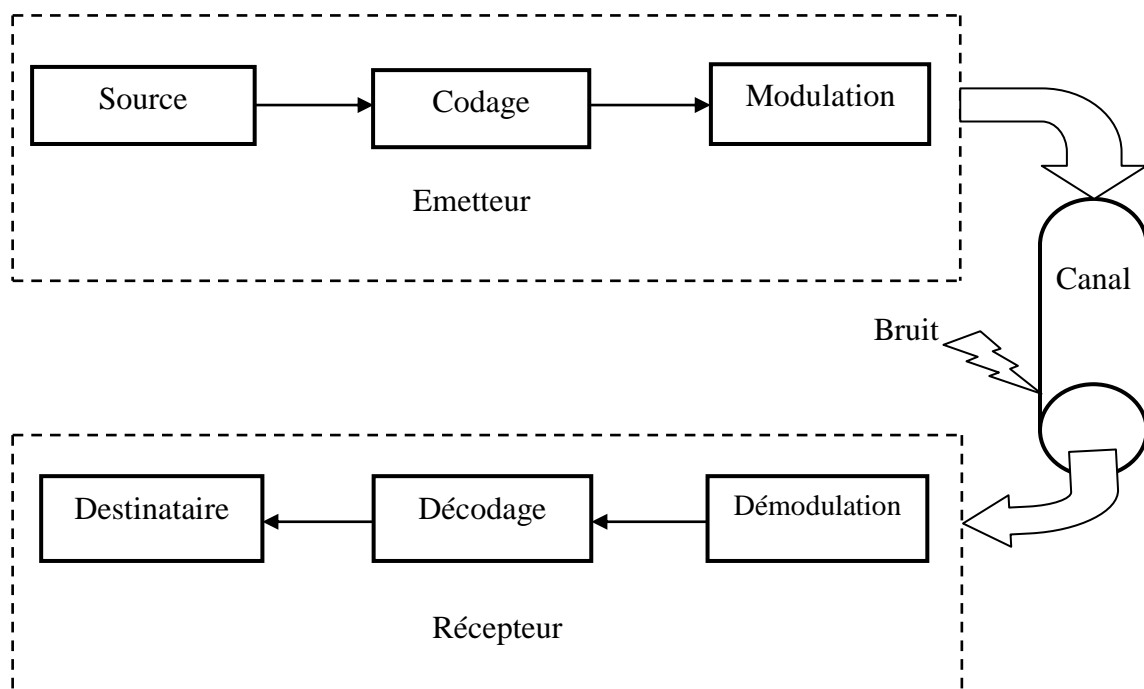 Source
Codage
Modulation
Emetteur
Canal
Bruit
Destinataire
Décodage
Démodulation
Récepteur